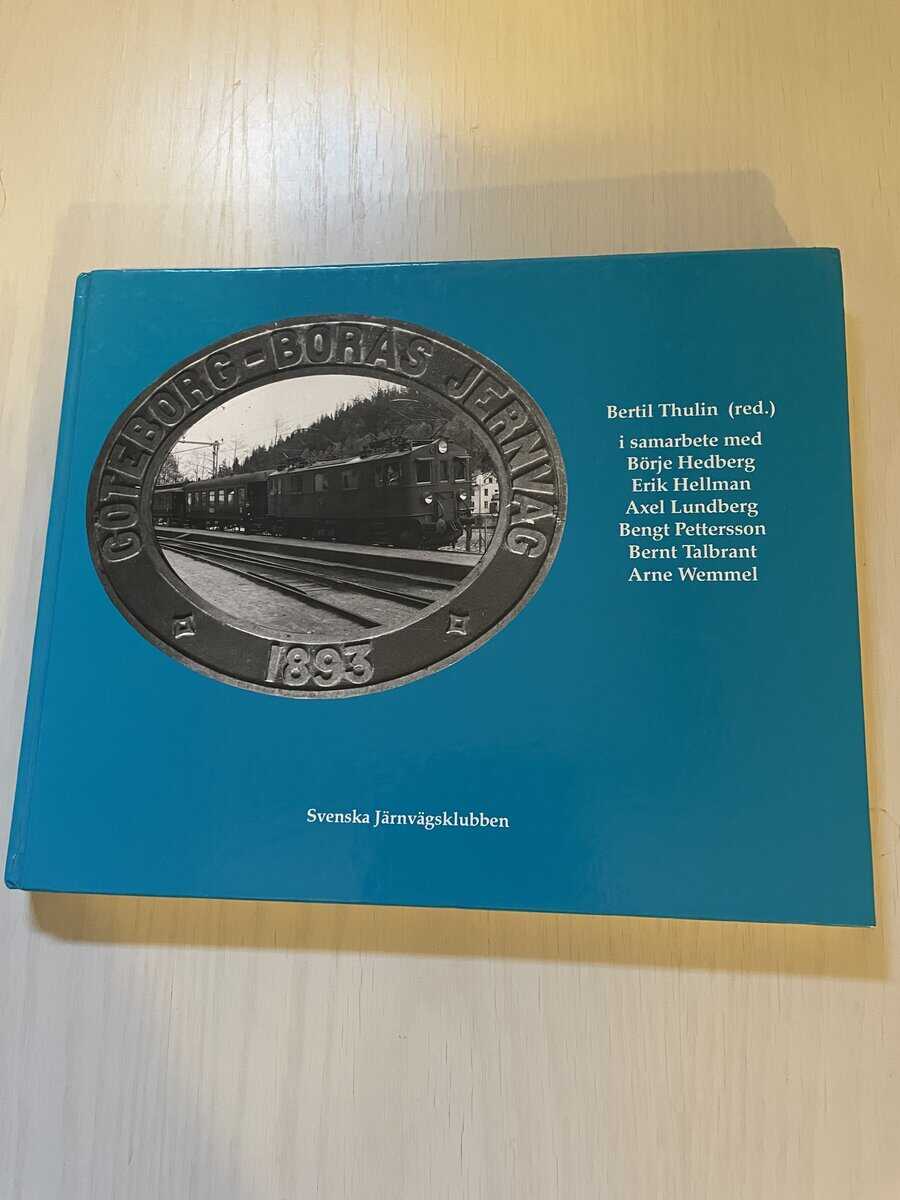 GÖTEBORG-BORÅS JERNVÄG
1893
Bertil Thulin (red.)
i samarbete med
Börje Hedberg
Erik Hellman
Axel Lundberg
Bengt Pettersson
Bernt Talbrant
Arne Wemmel
Svenska Järnvägsklubben